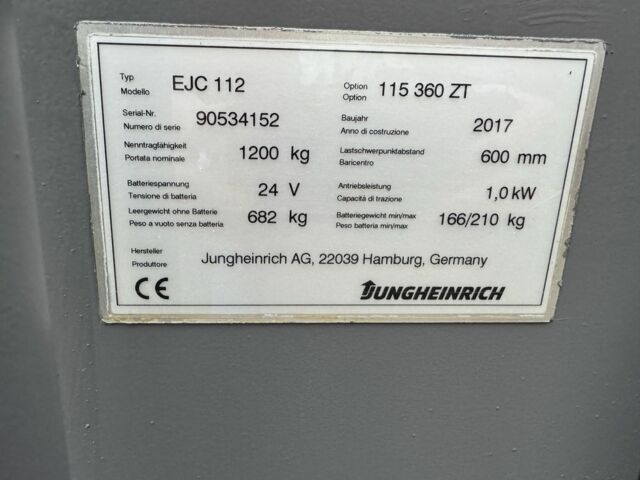 Typ
Modello
EJC 112
Option
Option
115 360 ZT
Serial-Nr.
Numero di serie
90534152
Baujahr
Anno di costruzione
2017
Nenntragfähigkeit
Portata nominale
1200 kg
Lastschwerpunktabstand
Baricentro
600 mm
Batteriespannung
Tensione di batteria
24 V
Antriebsleistung
Capacità di trazione
1,0 kW
Leergewicht ohne Batterie
Peso a vuoto senza batteria
682 kg
Batteriegewicht min/max
Peso batteria min/max
166/210 kg
Hersteller
Produttore
Jungheinrich AG, 22039 Hamburg, Germany
CE
JUNGHEINRICH